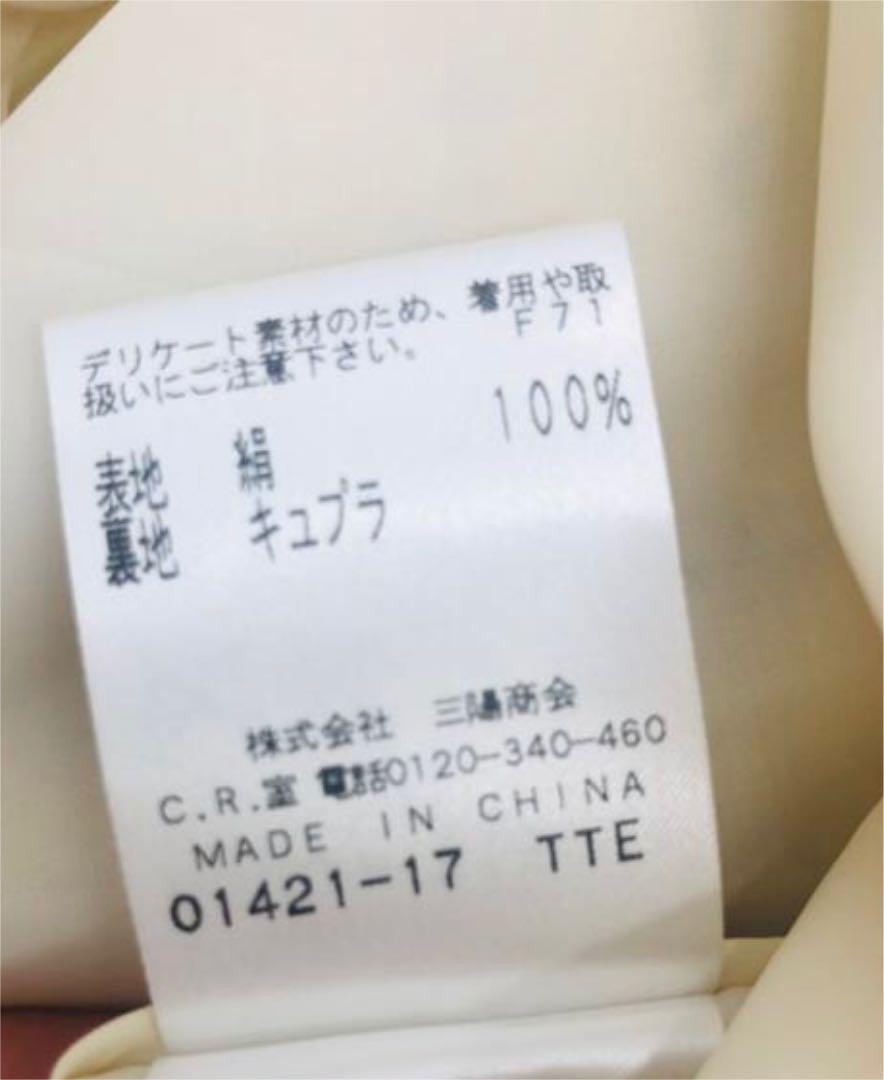 デリケート素材のため、着用や取
扱いにご注意下さい。 F71
表地 絹 100%
裏地 キュプラ
株式会社 三陽商会
C.R.室 電話0120-340-460
MADE IN CHINA
01421-17 TTE